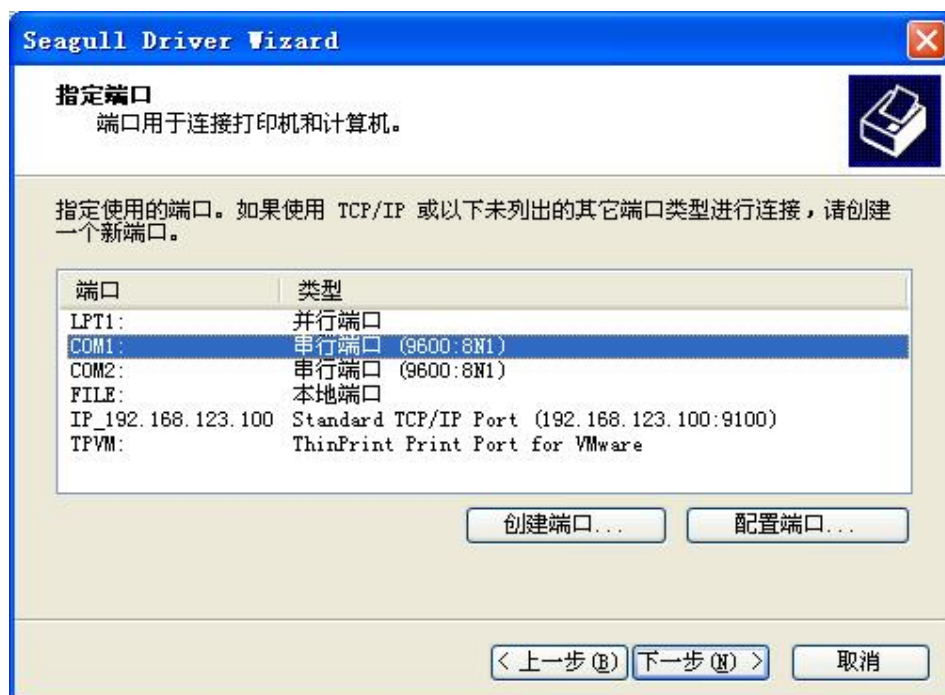 Seagull Driver Wizard
指定端口
端口用于连接打印机和计算机。
指定使用的端口。如果使用 TCP/IP 或以下未列出的其它端口类型进行连接，请创建
一个新端口。
端口 类型
LPT1: 并行端口
COM1: 串行端口 (9600:8N1)
COM2: 串行端口 (9600:8N1)
FILE: 本地端口
IP_192.168.123.100 Standard TCP/IP Port (192.168.123.100:9100)
TPVM: ThinPrint Print Port for VMware
创建端口... 配置端口...
< 上一步(B) 下一步(N) > 取消